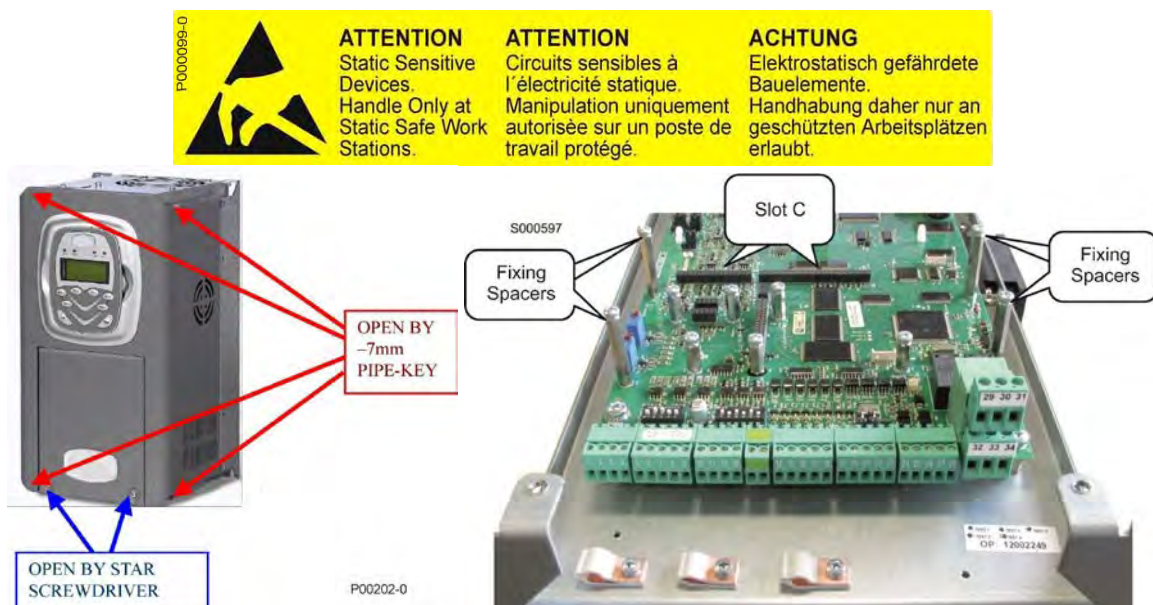 P000099-0
ATTENTION
Static Sensitive
Devices.
Handle Only at
Static Safe Work
Stations.
ATTENTION
Circuits sensibles à
l´électricité statique.
Manipulation uniquement
autorisèe sur un poste de
travail protégé.
ACHTUNG
Elektrostatisch gefährdete
Bauelemente.
Handhabung daher nur an
geschützten Arbeitsplätzen
erlaubt.
OPEN BY
–7mm
PIPE-KEY
OPEN BY STAR
SCREWDRIVER
P00202-0
S000597
Slot C
Fixing
Spacers
Fixing
Spacers
29 30 31
32 33 34
OP 12002249